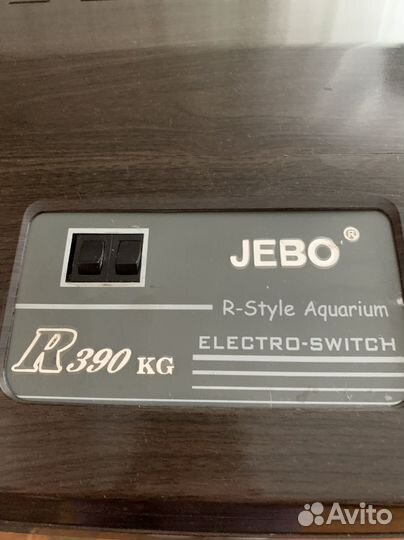 JEBO®
R-Style Aquarium
ELECTRO-SWITCH
R390 KG
Avito